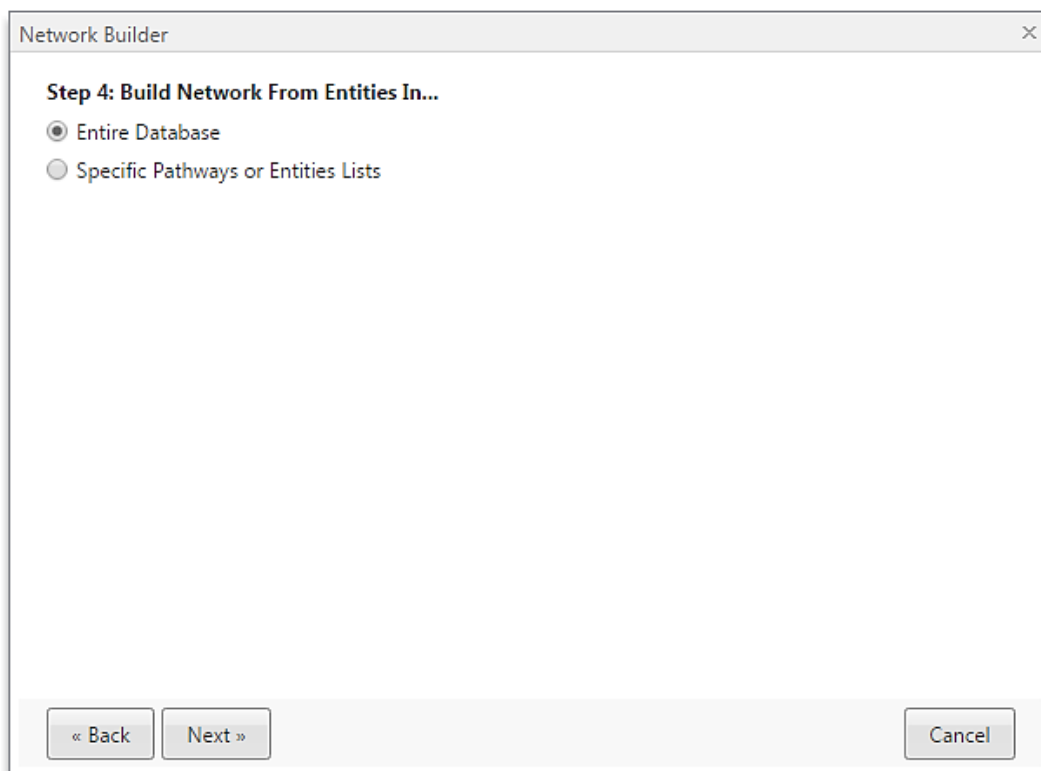 Network Builder
Step 4: Build Network From Entities In...
Entire Database
Specific Pathways or Entities Lists
« Back
Next »
Cancel